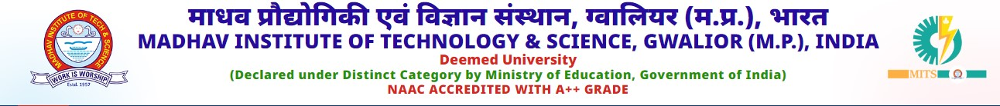 माधव प्रौद्योगिकी एवं विज्ञान संस्थान, ग्वालियर (म.प्र.), भारत
MADHAV INSTITUTE OF TECHNOLOGY & SCIENCE, GWALIOR (M.P.), INDIA
Deemed University
(Declared under Distinct Category by Ministry of Education, Government of India)
NAAC ACCREDITED WITH A++ GRADE
MADHAV INSTITUTE OF TECH & SCIENCE
WORK IS WORSHIP
Estd. 1957
MITS